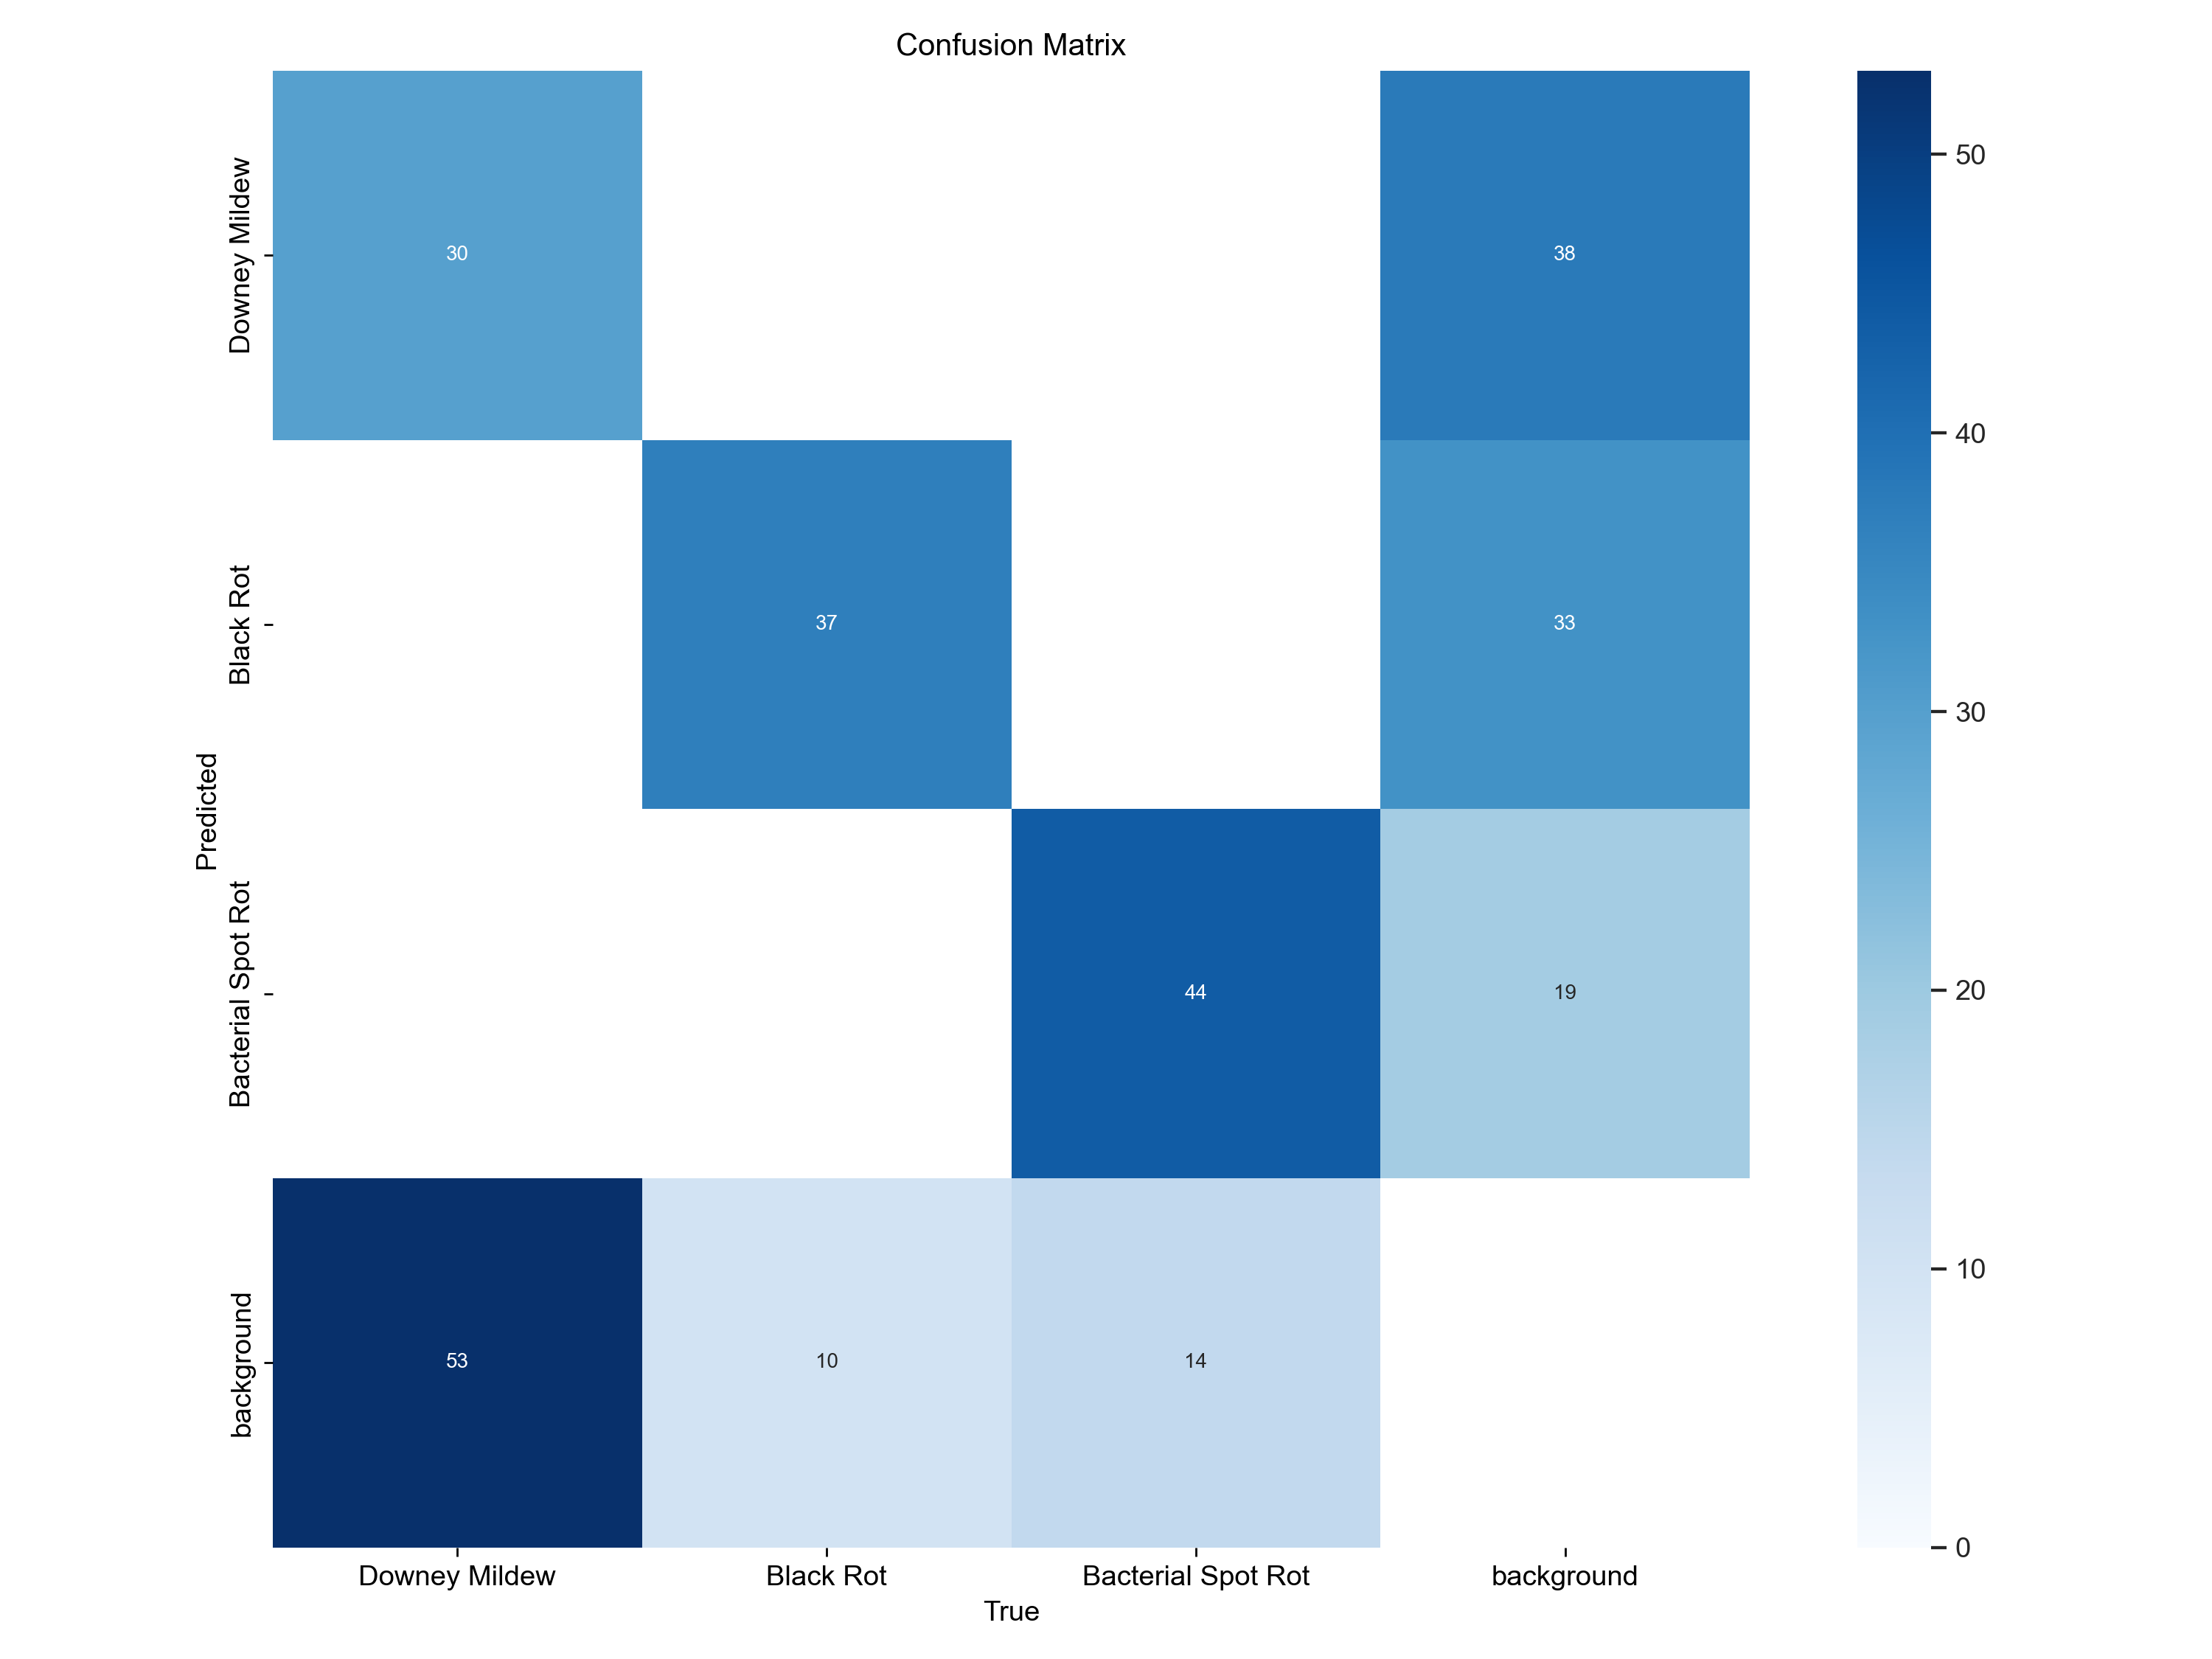 Confusion Matrix
Downey Mildew
Black Rot
Bacterial Spot Rot
background
Predicted
30
38
37
33
44
19
53
10
14
Downey Mildew
Black Rot
Bacterial Spot Rot
background
True
50
40
30
20
10
0